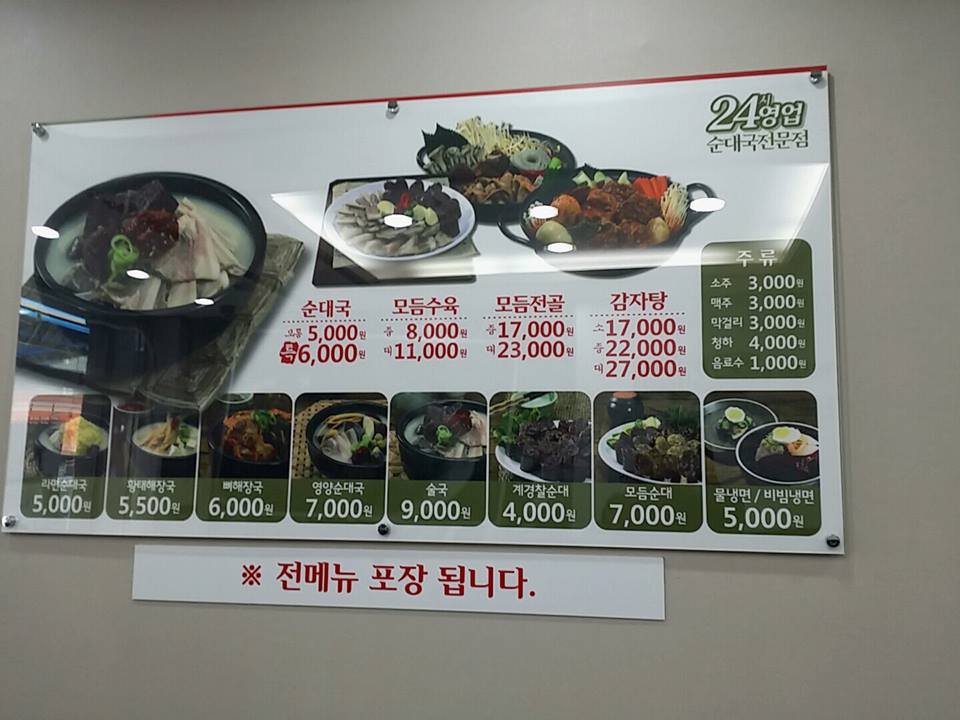 24시영업
순대국전문점
순대국
보통 5,000원
특 6,000원
모듬수육
중 8,000원
대 11,000원
모듬전골
중 17,000원
대 23,000원
감자탕
소 17,000원
중 22,000원
대 27,000원
주류
소주 3,000원
맥주 3,000원
막걸리 3,000원
청하 4,000원
음료수 1,000원
라면순대국
5,000원
황태해장국
5,500원
뼈해장국
6,000원
영양순대국
7,000원
술국
9,000원
계경찰순대
4,000원
모듬순대
7,000원
물냉면 / 비빔냉면
5,000원
※ 전메뉴 포장 됩니다.